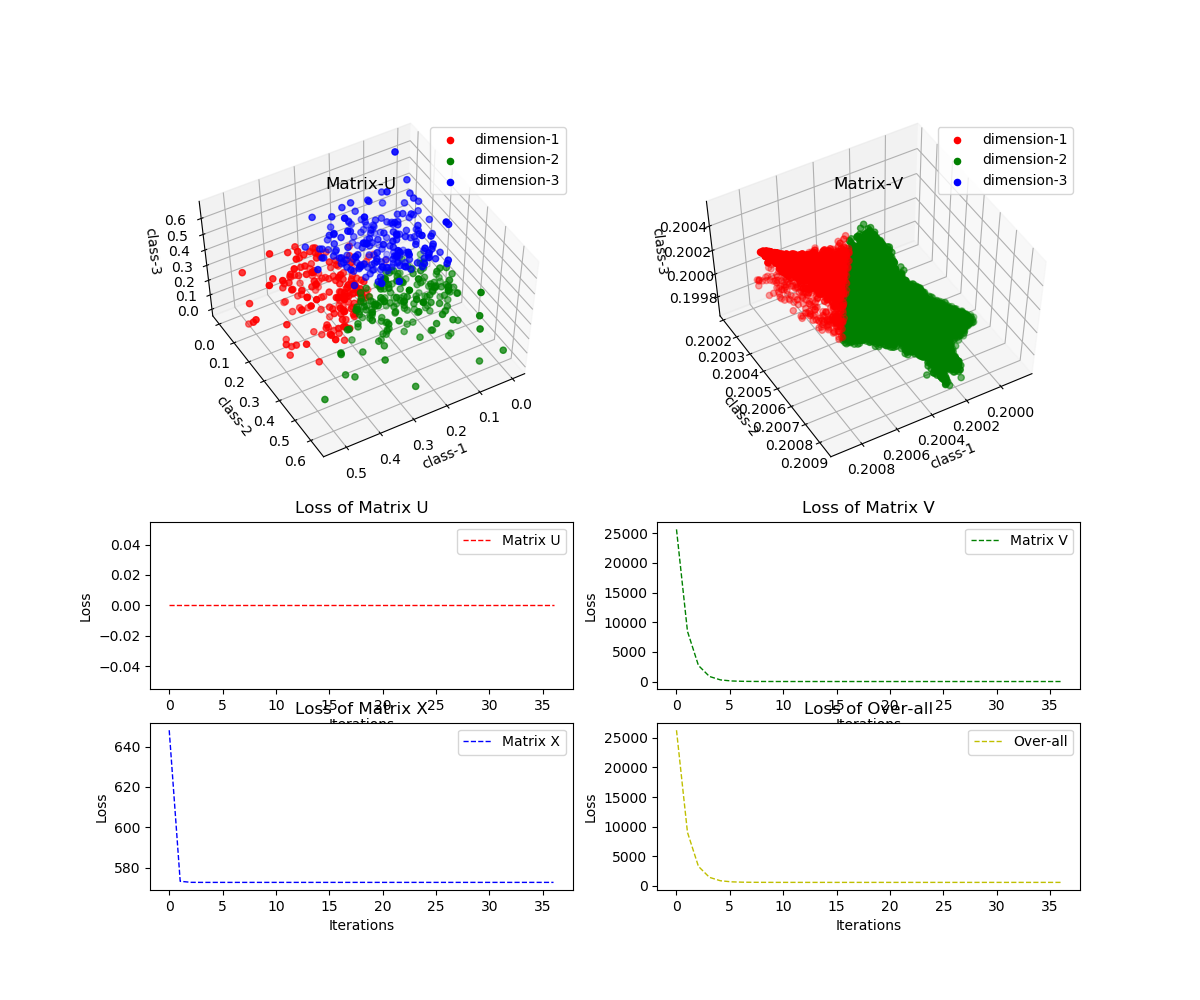 Matrix-U
dimension-1
dimension-2
dimension-3
class-3
0.6
0.5
0.4
0.3
0.2
0.1
0.0
class-2
0.0
0.1
0.2
0.3
0.4
0.5
0.6
class-1
0.5
0.4
0.3
0.2
0.1
0.0
Matrix-V
dimension-1
dimension-2
dimension-3
class-3
0.2004
0.2002
0.2000
0.1998
class-2
0.2002
0.2003
0.2004
0.2005
0.2006
0.2007
0.2008
0.2009
class-1
0.2008
0.2006
0.2004
0.2002
0.2000
Loss of Matrix U
Matrix U
Loss
0.04
0.02
0.00
−0.02
−0.04
0 5 10 15 20 25 30 35
Iterations
Loss of Matrix V
Matrix V
Loss
25000
20000
15000
10000
5000
0
0 5 10 15 20 25 30 35
Iterations
Loss of Matrix X
Matrix X
Loss
640
620
600
580
0 5 10 15 20 25 30 35
Iterations
Loss of Over-all
Over-all
Loss
25000
20000
15000
10000
5000
0
0 5 10 15 20 25 30 35
Iterations